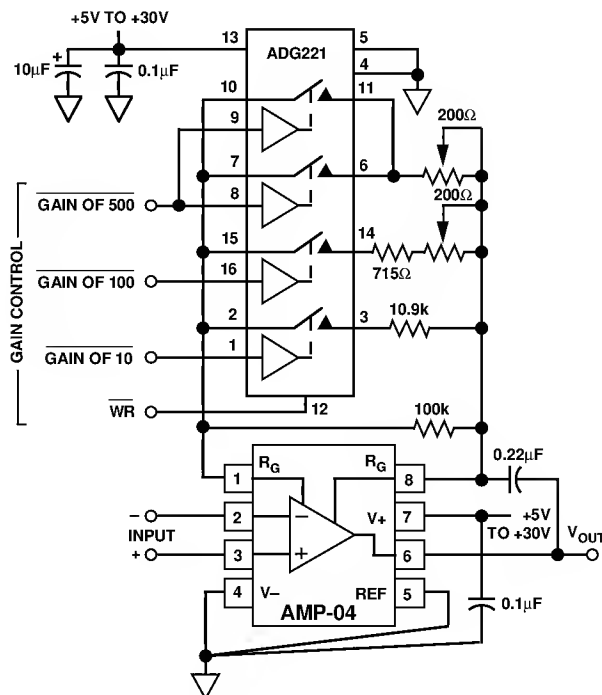 +5V TO +30V
13
ADG221
5
4
10µF
+
0.1µF
10
11
9
200Ω
7
6
GAIN OF 500
8
200Ω
15
14
GAIN CONTROL
GAIN OF 100
16
715Ω
2
3
10.9k
GAIN OF 10
1
WR
12
100k
0.22µF
1
RG
RG
8
–
2
–
V+
7
+5V
TO +30V
INPUT
VOUT
+
3
+
6
4
V–
REF
5
0.1µF
AMP-04